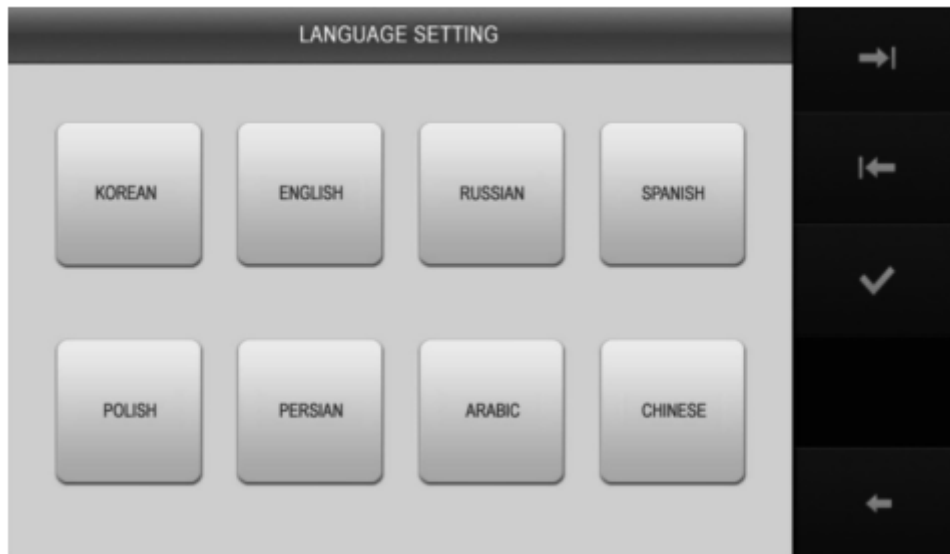 LANGUAGE SETTING
KOREAN ENGLISH RUSSIAN SPANISH
POLISH PERSIAN ARABIC CHINESE